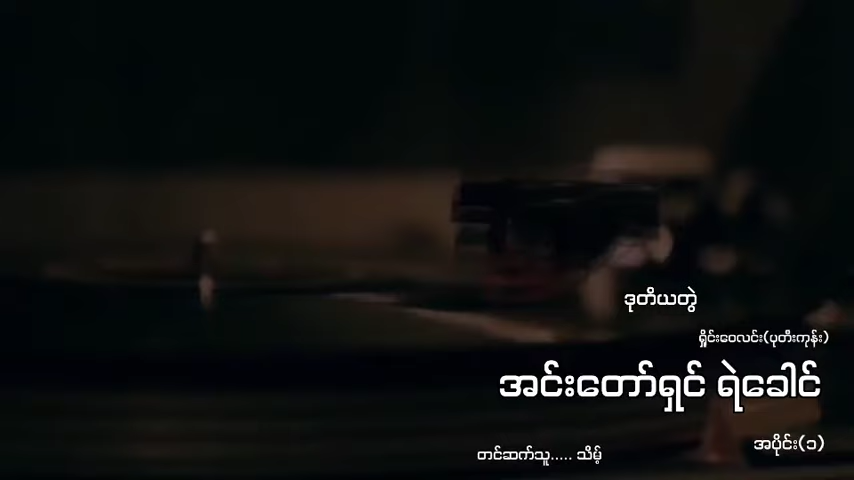 ဒုတိယတွဲ
ရှိုင်းဝေလင်း(ပုတီးကုန်း)
အင်းတော်ရှင် ရဲခေါင်
အပိုင်း(၁)
တင်ဆက်သူ..... သိမ့်